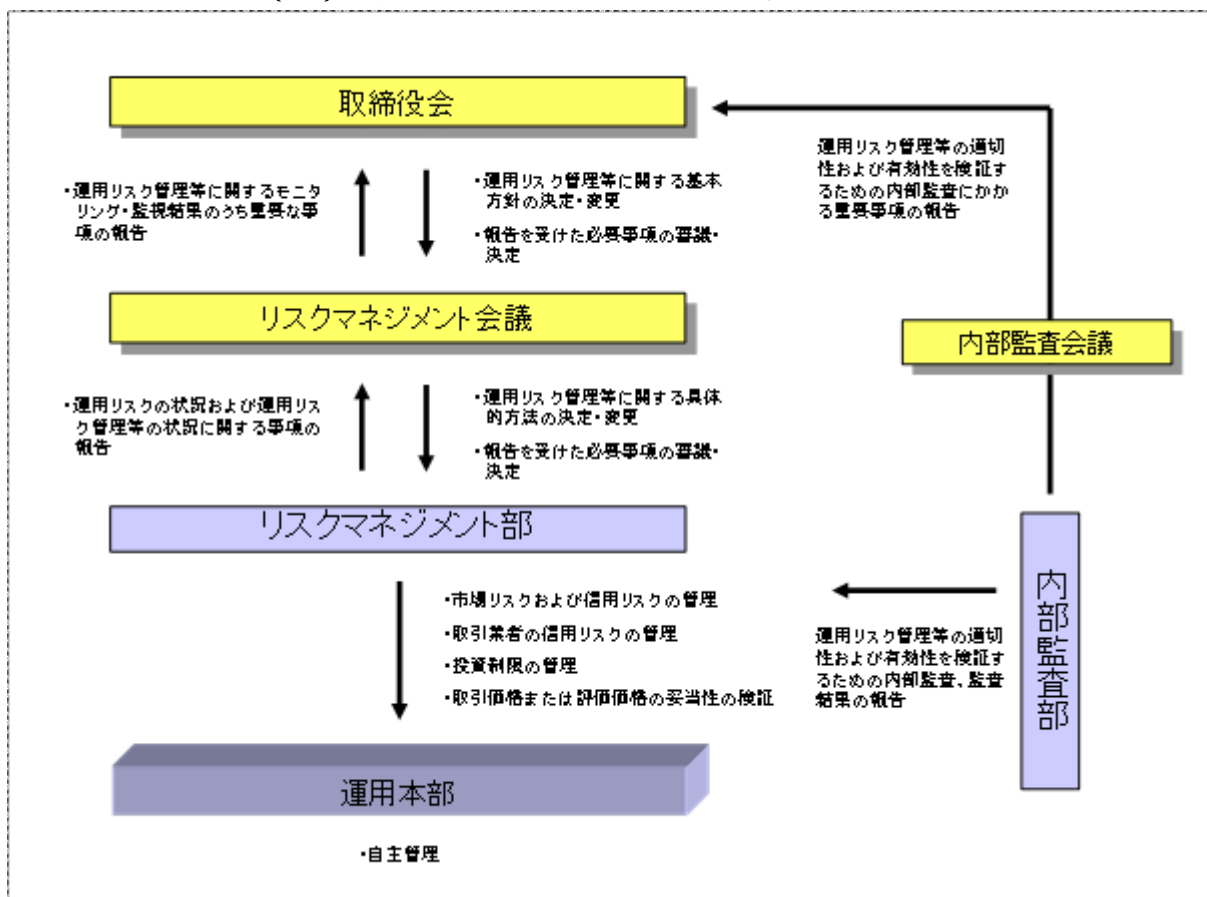 取締役会
・運用リスク管理等に関するモニタ
リング・監視結果のうち重要な事
項の報告
・運用リスク管理等に関する基本
方針の決定・変更
・報告を受けた必要事項の審議・
決定
運用リスク管理等の適切
性および有効性を検証す
るための内部監査にかか
る重要事項の報告
リスクマネジメント会議
内部監査会議
・運用リスクの状況および運用リス
ク管理等の状況に関する事項の
報告
・運用リスク管理等に関する具体
的方法の決定・変更
・報告を受けた必要事項の審議・
決定
リスクマネジメント部
・市場リスクおよび信用リスクの管理
・取引業者の信用リスクの管理
・投資制限の管理
・取引価格または評価価格の妥当性の検証
運用リスク管理等の適切
性および有効性を検証す
るための内部監査、監査
結果の報告
内部監査部
運用本部
・自主管理